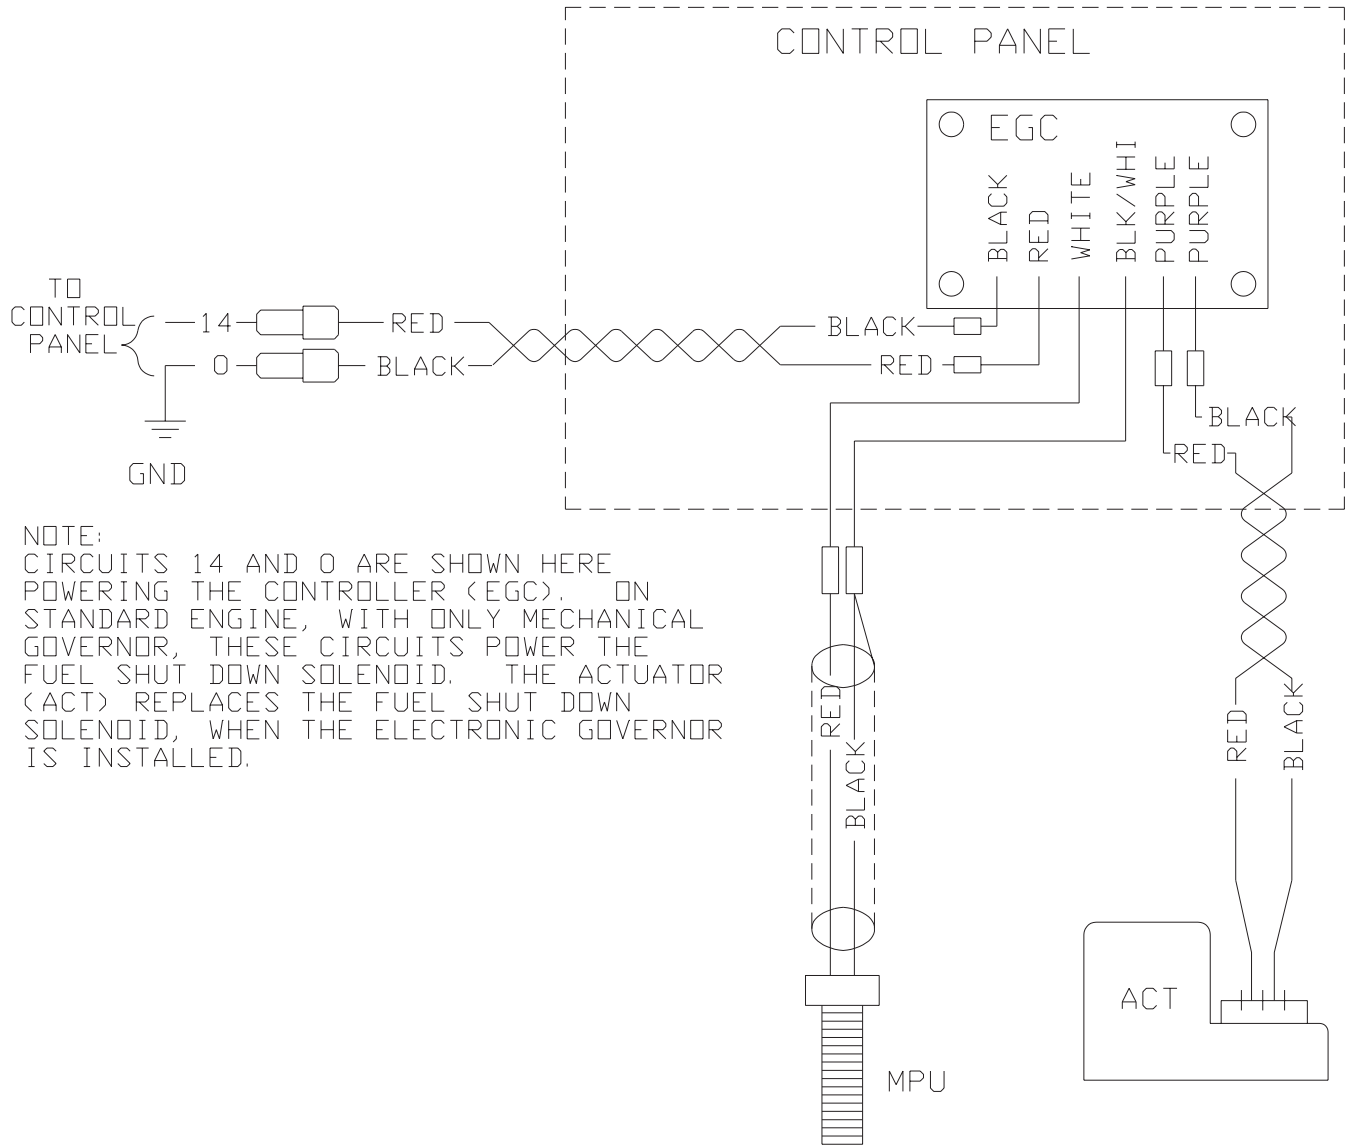 CONTROL PANEL
EGC
BLACK
RED
WHITE
BLK/WHI
PURPLE
PURPLE
TO
CONTROL
PANEL
14
RED
BLACK
0
BLACK
RED
GND
BLACK
RED
NOTE:
CIRCUITS 14 AND 0 ARE SHOWN HERE
POWERING THE CONTROLLER (EGC). ON
STANDARD ENGINE, WITH ONLY MECHANICAL
GOVERNOR, THESE CIRCUITS POWER THE
FUEL SHUT DOWN SOLENOID. THE ACTUATOR
(ACT) REPLACES THE FUEL SHUT DOWN
SOLENOID, WHEN THE ELECTRONIC GOVERNOR
IS INSTALLED.
RED
BLACK
RED
BLACK
ACT
MPU